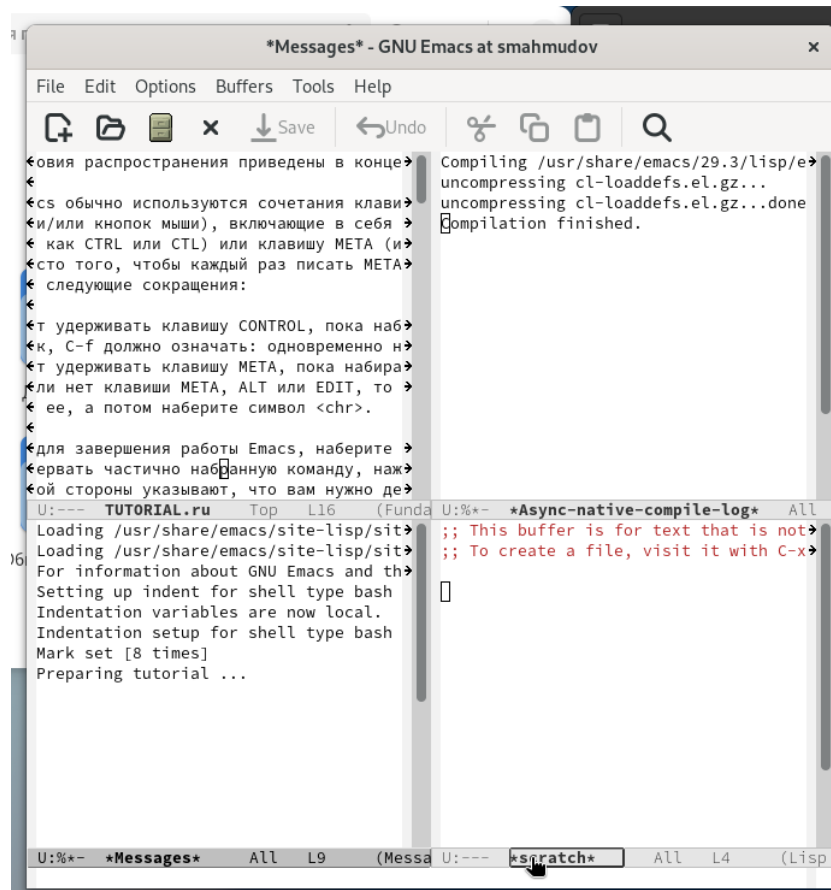 *Messages* - GNU Emacs at smahmudov
File Edit Options Buffers Tools Help
Save Undo
овия распространения приведены в конце
cs обычно используются сочетания клави
и/или кнопок мыши), включающие в себя
как CTRL или CTL) или клавишу META (и
сто того, чтобы каждый раз писать META
следующие сокращения:
т удерживать клавишу CONTROL, пока наб
к, C-f должно означать: одновременно н
т удерживать клавишу META, пока набира
ли нет клавиши META, ALT или EDIT, то
ее, а потом наберите символ <chr>.
для завершения работы Emacs, наберите
ервать частично набранную команду, наж
ой стороны указывают, что вам нужно де
U:--- TUTORIAL.ru Top L16 (Funda
Compiling /usr/share/emacs/29.3/lisp/e
uncompressing cl-loaddefs.el.gz...
uncompressing cl-loaddefs.el.gz...done
Compilation finished.
U:%*- *Async-native-compile-log* All
Loading /usr/share/emacs/site-lisp/sit
Loading /usr/share/emacs/site-lisp/sit
For information about GNU Emacs and th
Setting up indent for shell type bash
Indentation variables are now local.
Indentation setup for shell type bash
Mark set [8 times]
Preparing tutorial ...
U:%*- *Messages* All L9 (Messa
;; This buffer is for text that is not
;; To create a file, visit it with C-x
U:--- *scratch* All L4 (Lisp